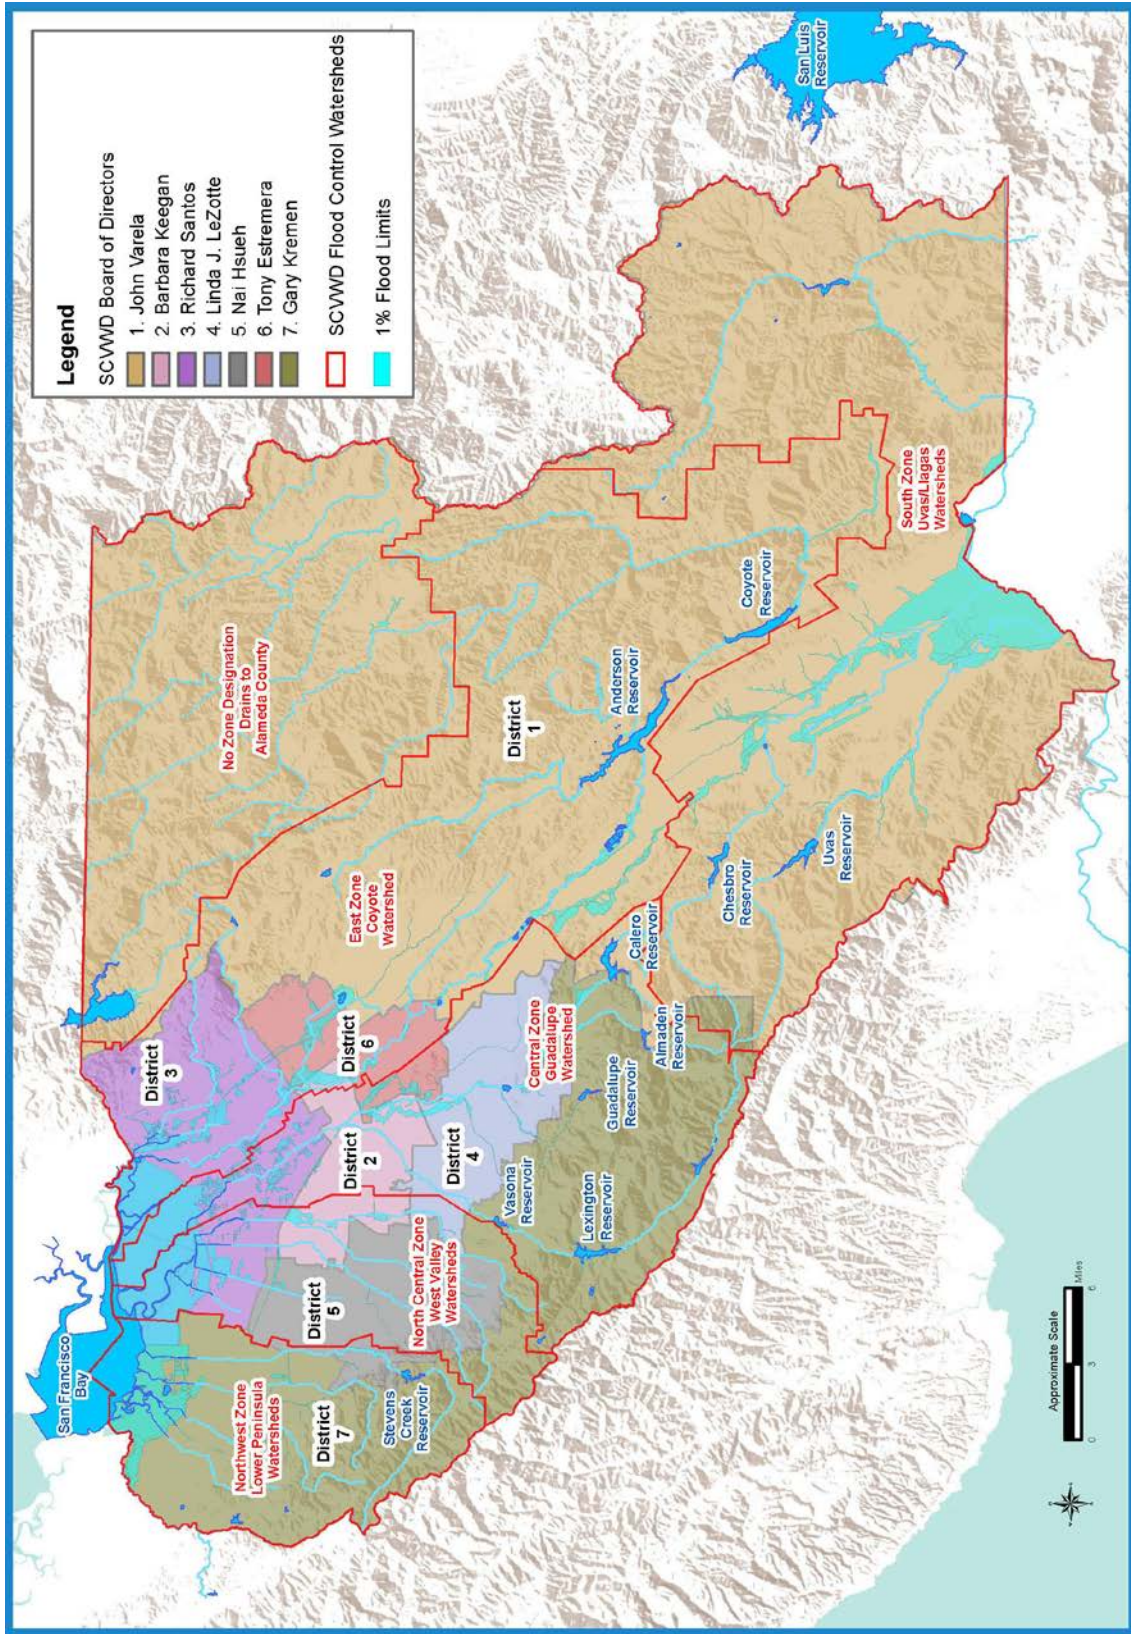 Legend
SCVWD Board of Directors
1. John Varela
2. Barbara Keegan
3. Richard Santos
4. Linda J. LeZotte
5. Nai Hsueh
6. Tony Estremera
7. Gary Kremen
SCVWD Flood Control Watersheds
1% Flood Limits
San Francisco
Bay
Northwest Zone
Lower Peninsula
Watersheds
District
7
Stevens
Creek
Reservoir
District
5
North Central Zone
West Valley
Watersheds
District
3
District
2
District
4
District
6
Vasona
Reservoir
Lexington
Reservoir
Guadalupe
Reservoir
Central Zone
Guadalupe
Watershed
Almaden
Reservoir
Calero
Reservoir
East Zone
Coyote
Watershed
No Zone Designation
Drains to
Alameda County
District
1
Anderson
Reservoir
Coyote
Reservoir
Chesbro
Reservoir
Uvas
Reservoir
South Zone
Uvas/Llagas
Watersheds
San Luis
Reservoir
Approximate Scale
0 3 6
Miles